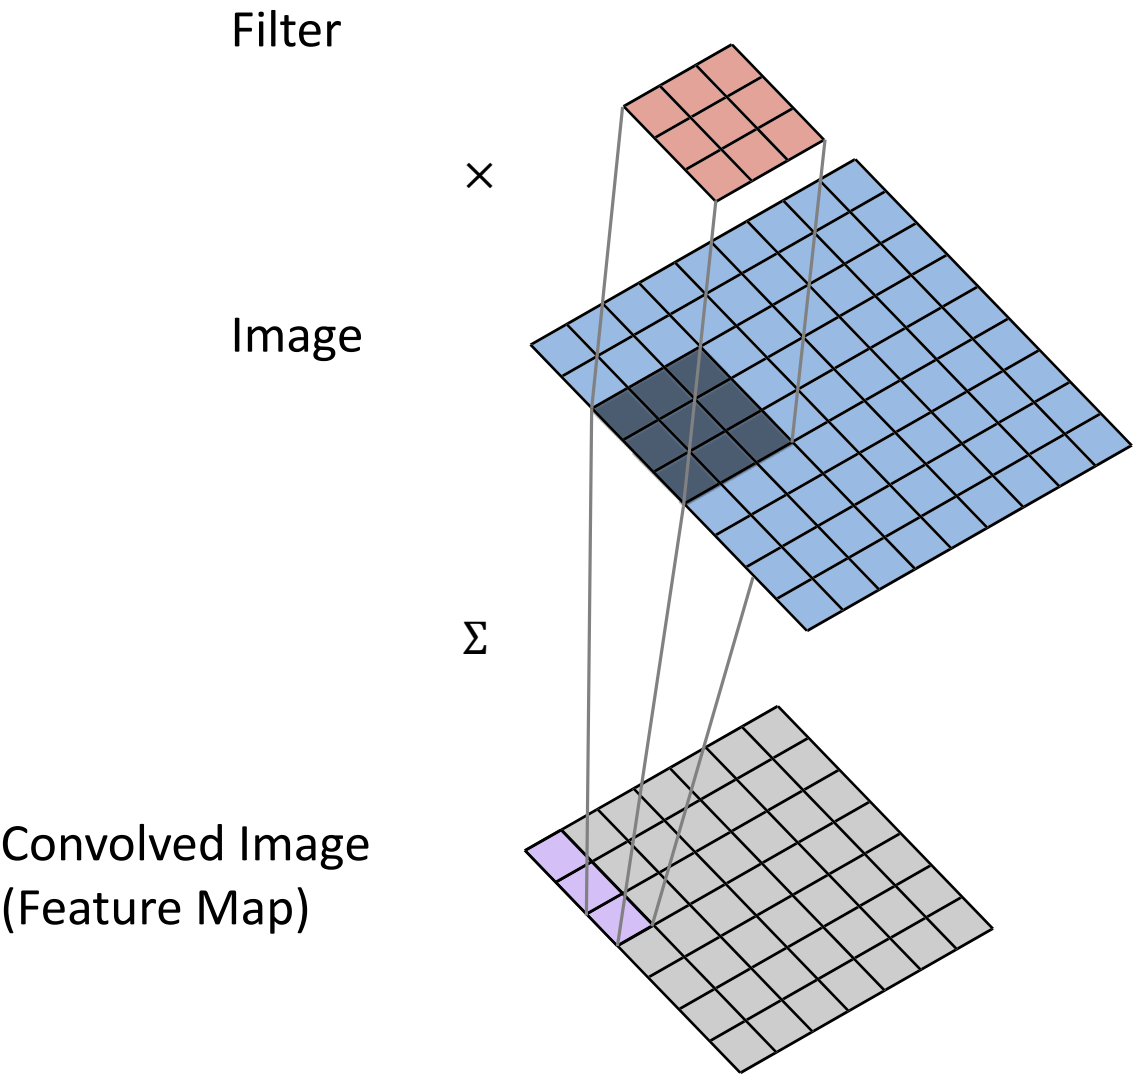 Filter
×
Image
Σ
Convolved Image
(Feature Map)